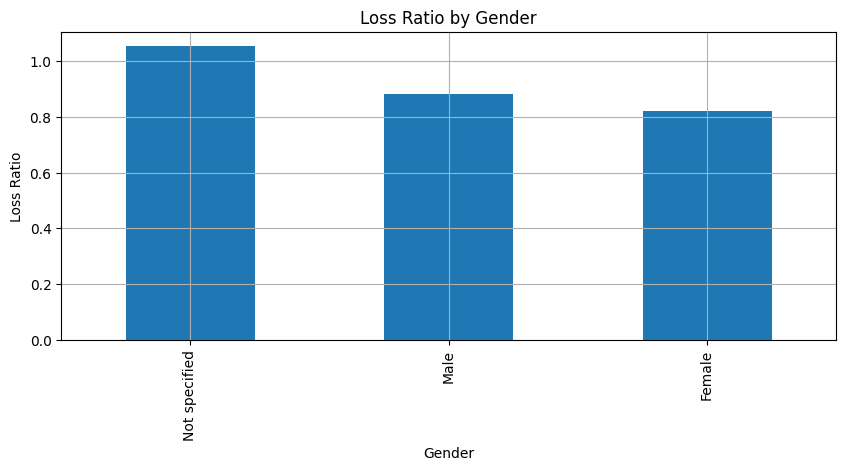 Loss Ratio by Gender
Loss Ratio
1.0
0.8
0.6
0.4
0.2
0.0
Not specified
Male
Female
Gender